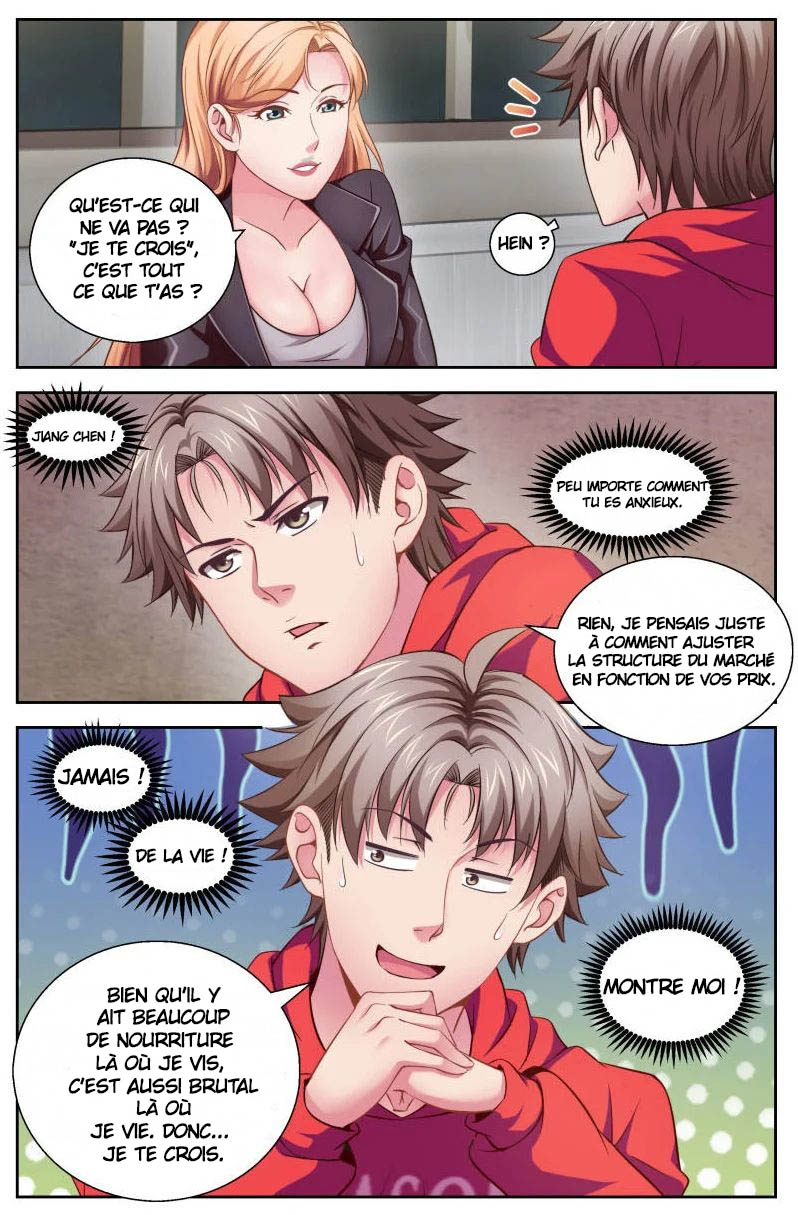 QU'EST-CE QUI
NE VA PAS ?
"JE TE CROIS",
C'EST TOUT
CE QUE T'AS ?
HEIN ?
JIANG CHEN !
PEU IMPORTE COMMENT
TU ES ANXIEUX.
RIEN, JE PENSAIS JUSTE
À COMMENT AJUSTER
LA STRUCTURE DU MARCHÉ
EN FONCTION DE VOS PRIX.
JAMAIS !
DE LA VIE !
MONTRE MOI !
BIEN QU'IL Y
AIT BEAUCOUP
DE NOURRITURE
LÀ OÙ JE VIS,
C'EST AUSSI BRUTAL
LÀ OÙ
JE VIE. DONC...
JE TE CROIS.